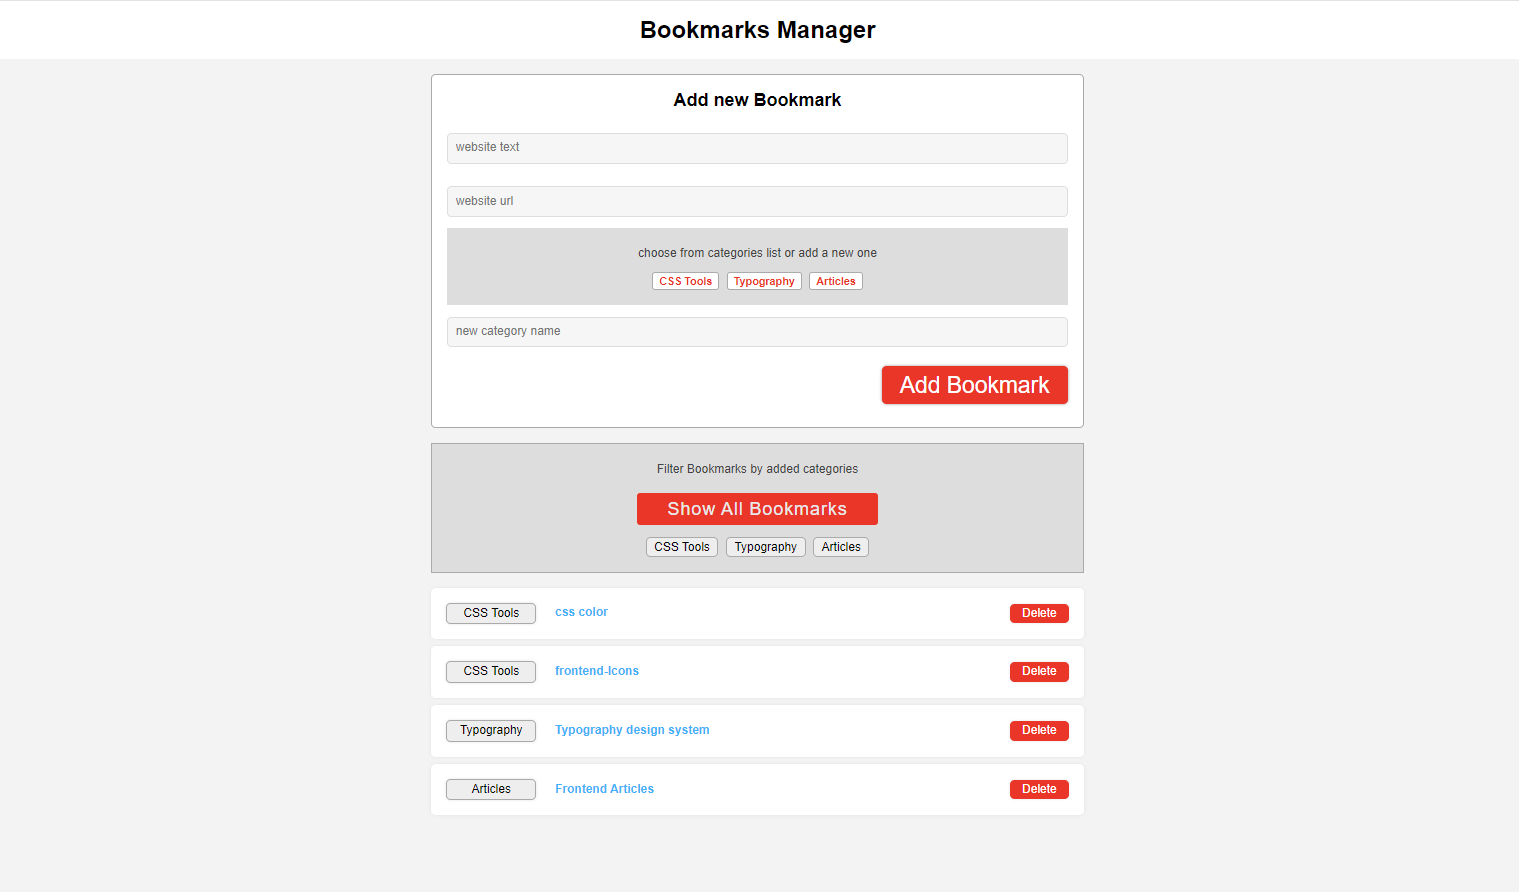 Bookmarks Manager
Add new Bookmark
website text
website url
choose from categories list or add a new one
CSS Tools Typography Articles
new category name
Add Bookmark
Filter Bookmarks by added categories
Show All Bookmarks
CSS Tools Typography Articles
CSS Tools css color Delete
CSS Tools frontend-Icons Delete
Typography Typography design system Delete
Articles Frontend Articles Delete